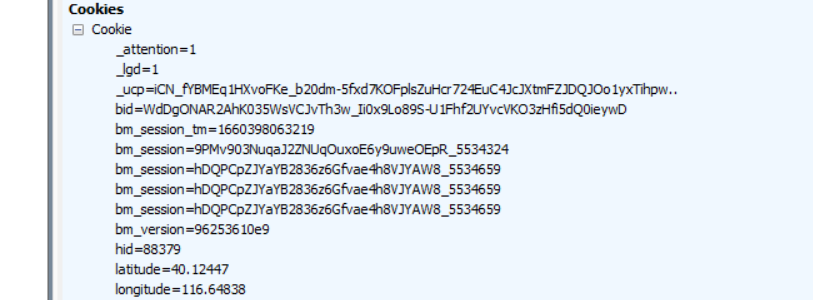 Cookies
Cookie
_attention=1
_lgd=1
_ucp=iCN_fYBMEq1HXvoFKe_b20dm-5fxd7KOFplsZuHcr724EuC4JcJXtmFZJDQJOo1yxTihpw..
bid=WdDgONAR2AhK035WsVCJvTh3w_Ii0x9Lo89S-U1Fhf2UYvcVKO3zHfi5dQ0ieywD
bm_session_tm=1660398063219
bm_session=9PMv903NuqaJ2ZNUqOuxoE6y9uweOEpR_5534324
bm_session=hDQPCpZJYaYB2836z6Gfvae4h8VJYAW8_5534659
bm_session=hDQPCpZJYaYB2836z6Gfvae4h8VJYAW8_5534659
bm_session=hDQPCpZJYaYB2836z6Gfvae4h8VJYAW8_5534659
bm_version=96253610e9
hid=88379
latitude=40.12447
longitude=116.64838